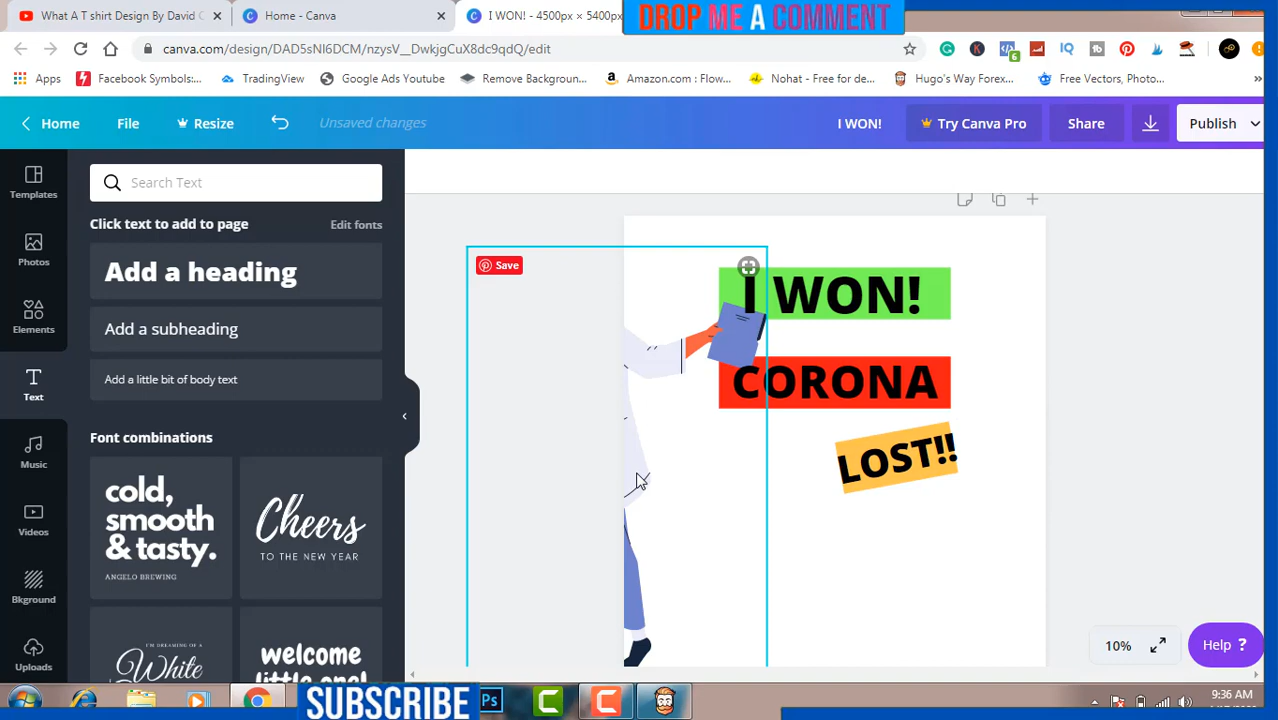 DROP ME A COMMENT
What A T shirt Design By David C
Home - Canva
I WON! - 4500px × 5400px
canva.com/design/DAD5sNI6DCM/nzysV__DwkjgCuX8dc9qdQ/edit
Apps
Facebook Symbols:...
TradingView
Google Ads Youtube
Remove Backgroun...
Amazon.com : Flow...
Nohat - Free for de...
Hugo's Way Forex...
Free Vectors, Photo...
Home
File
Resize
Unsaved changes
I WON!
Try Canva Pro
Share
Publish
Templates
Photos
Elements
Text
Music
Videos
Bkground
Uploads
Search Text
Click text to add to page
Edit fonts
Add a heading
Add a subheading
Add a little bit of body text
Font combinations
cold,
smooth
& tasty.
ANGELO BREWING
Cheers
TO THE NEW YEAR
I'M DREAMING OF A
White
welcome
little one!
Save
I WON!
CORONA
LOST!!
10%
Help ?
SUBSCRIBE
Ps
9:36 AM